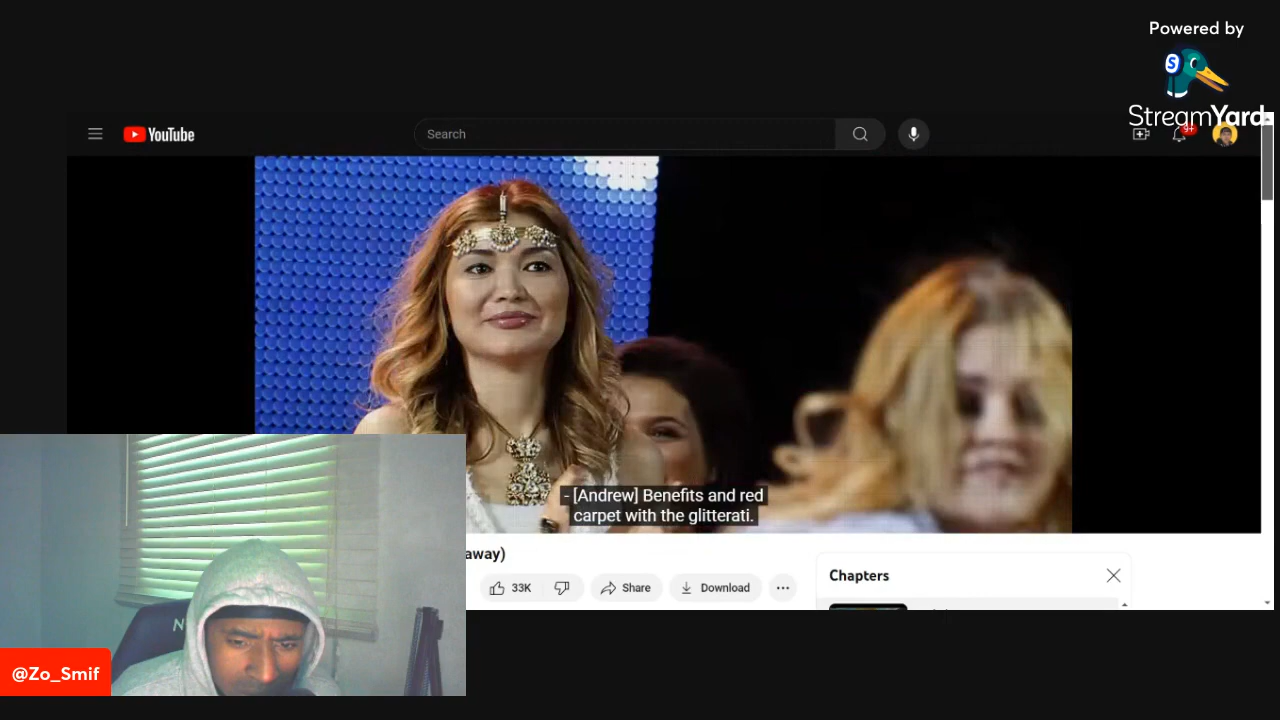 Powered by
S
StreamYard
YouTube
Search
9+
- [Andrew] Benefits and red
carpet with the glitterati.
away)
33K
Share
Download
Chapters
N
@Zo_Smif